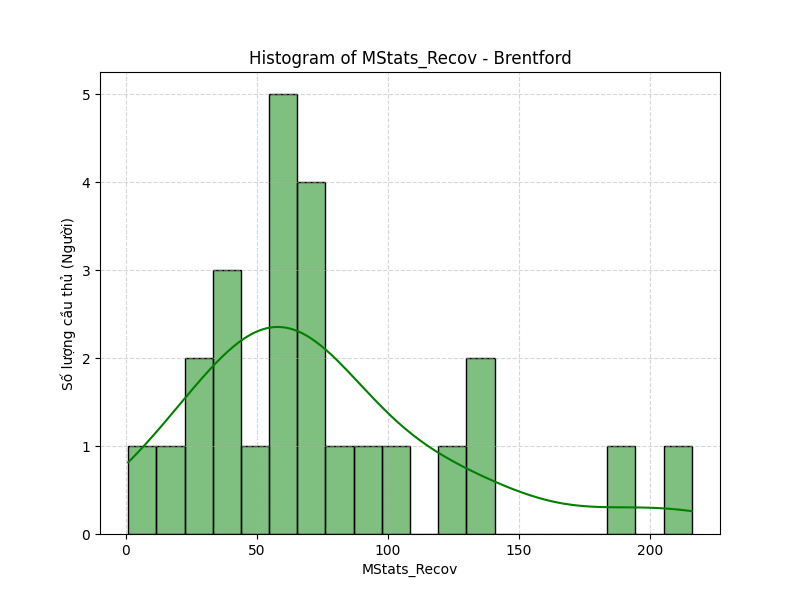 Histogram of MStats_Recov - Brentford
Số lượng cầu thủ (Người)
5
4
3
2
1
0
0 50 100 150 200
MStats_Recov